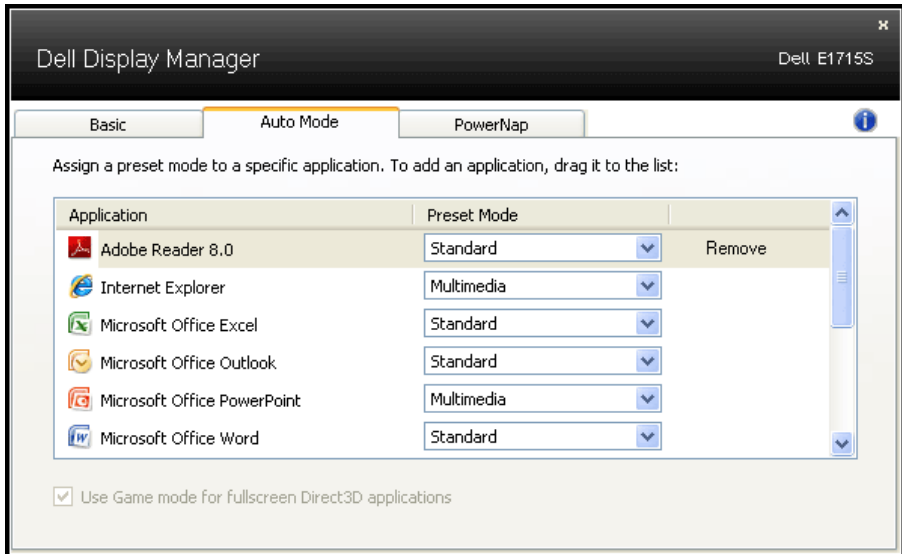 x
Dell Display Manager
Dell E1715S
Basic
Auto Mode
PowerNap
Assign a preset mode to a specific application. To add an application, drag it to the list:
Application Preset Mode
Adobe Reader 8.0 Standard Remove
Internet Explorer Multimedia
Microsoft Office Excel Standard
Microsoft Office Outlook Standard
Microsoft Office PowerPoint Multimedia
Microsoft Office Word Standard
Use Game mode for fullscreen Direct3D applications